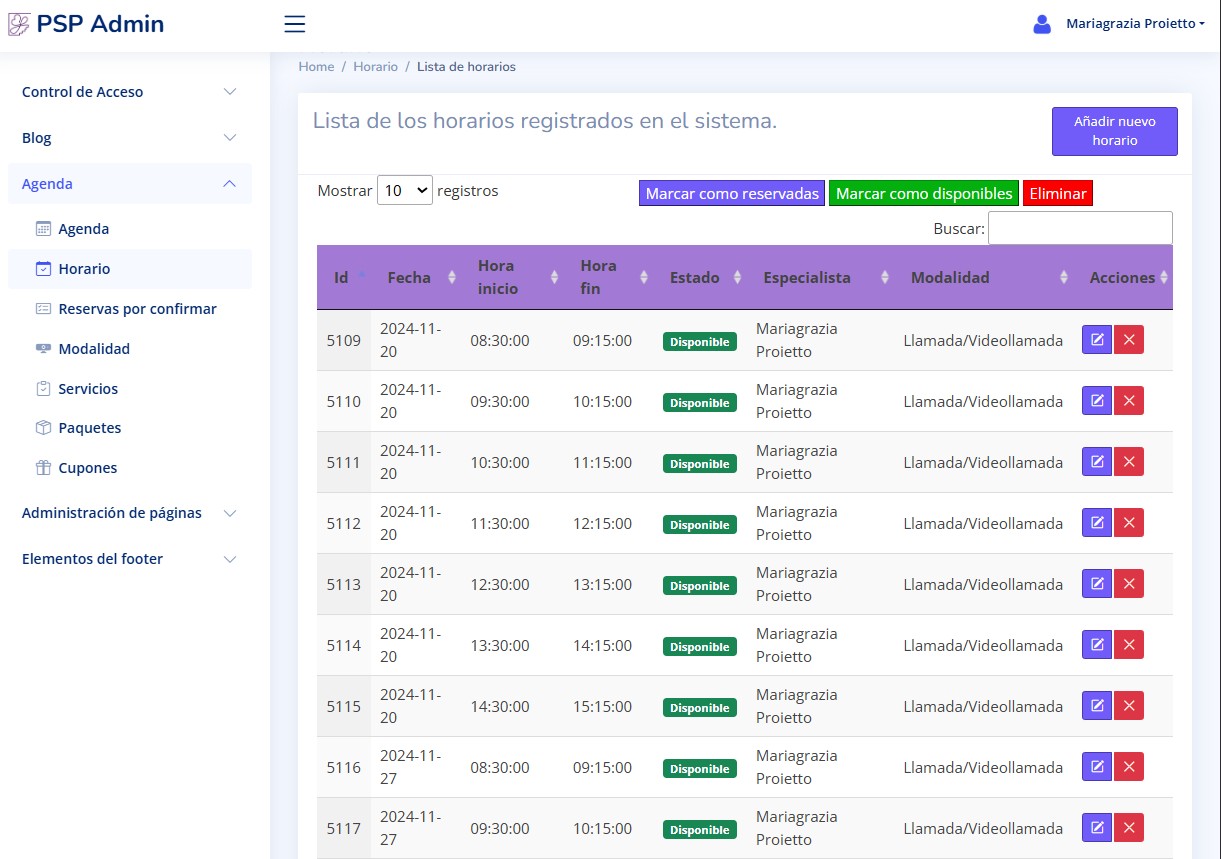 PSP Admin
Mariagrazia Proietto
Control de Acceso
Blog
Agenda
Agenda
Horario
Reservas por confirmar
Modalidad
Servicios
Paquetes
Cupones
Administración de páginas
Elementos del footer
Home / Horario / Lista de horarios
Lista de los horarios registrados en el sistema.
Añadir nuevo
horario
Mostrar 10 registros
Marcar como reservadas Marcar como disponibles Eliminar
Buscar:
Id Fecha Hora inicio Hora fin Estado Especialista Modalidad Acciones
5109 2024-11-20 08:30:00 09:15:00 Disponible Mariagrazia Proietto Llamada/Videollamada
5110 2024-11-20 09:30:00 10:15:00 Disponible Mariagrazia Proietto Llamada/Videollamada
5111 2024-11-20 10:30:00 11:15:00 Disponible Mariagrazia Proietto Llamada/Videollamada
5112 2024-11-20 11:30:00 12:15:00 Disponible Mariagrazia Proietto Llamada/Videollamada
5113 2024-11-20 12:30:00 13:15:00 Disponible Mariagrazia Proietto Llamada/Videollamada
5114 2024-11-20 13:30:00 14:15:00 Disponible Mariagrazia Proietto Llamada/Videollamada
5115 2024-11-20 14:30:00 15:15:00 Disponible Mariagrazia Proietto Llamada/Videollamada
5116 2024-11-27 08:30:00 09:15:00 Disponible Mariagrazia Proietto Llamada/Videollamada
5117 2024-11-27 09:30:00 10:15:00 Disponible Mariagrazia Proietto Llamada/Videollamada